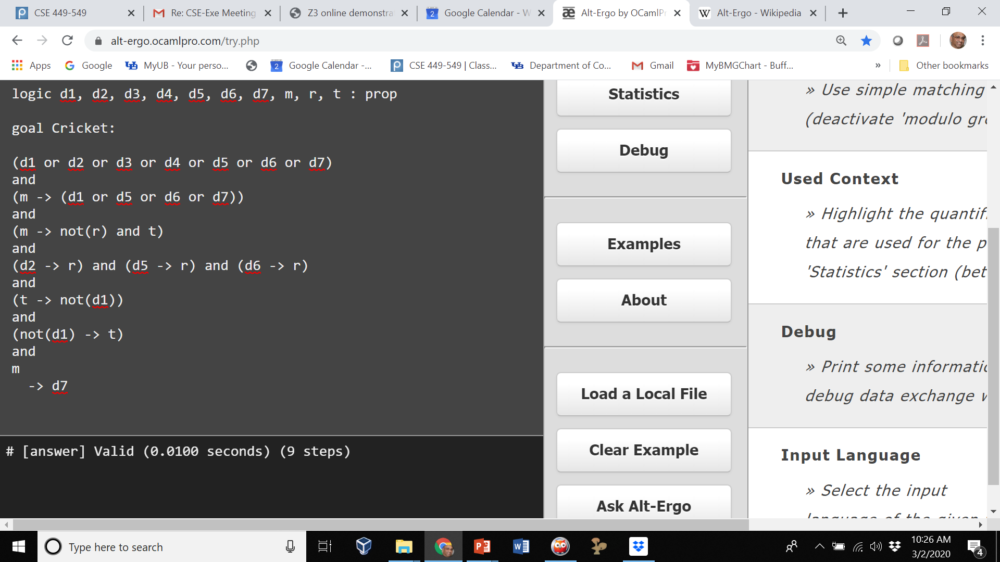 CSE 449-549
Re: CSE-Exe Meeting
Z3 online demonstra
Google Calendar - W
Alt-Ergo by OCamlPr
Alt-Ergo - Wikipedia
alt-ergo.ocamlpro.com/try.php
Apps
Google
MyUB - Your perso...
Google Calendar -...
CSE 449-549 | Class...
Department of Co...
Gmail
MyBMGChart - Buff...
»
Other bookmarks
logic d1, d2, d3, d4, d5, d6, d7, m, r, t : prop
goal Cricket:
(d1 or d2 or d3 or d4 or d5 or d6 or d7)
and
(m -> (d1 or d5 or d6 or d7))
and
(m -> not(r) and t)
and
(d2 -> r) and (d5 -> r) and (d6 -> r)
and
(t -> not(d1))
and
(not(d1) -> t)
and
m
-> d7
# [answer] Valid (0.0100 seconds) (9 steps)
Statistics
Debug
Examples
About
Load a Local File
Clear Example
Ask Alt-Ergo
» Use simple matching
(deactivate 'modulo gr
Used Context
» Highlight the quantif
that are used for the p
'Statistics' section (bet
Debug
» Print some informatic
debug data exchange w
Input Language
» Select the input
language of the given
Type here to search
10:26 AM
3/2/2020
4